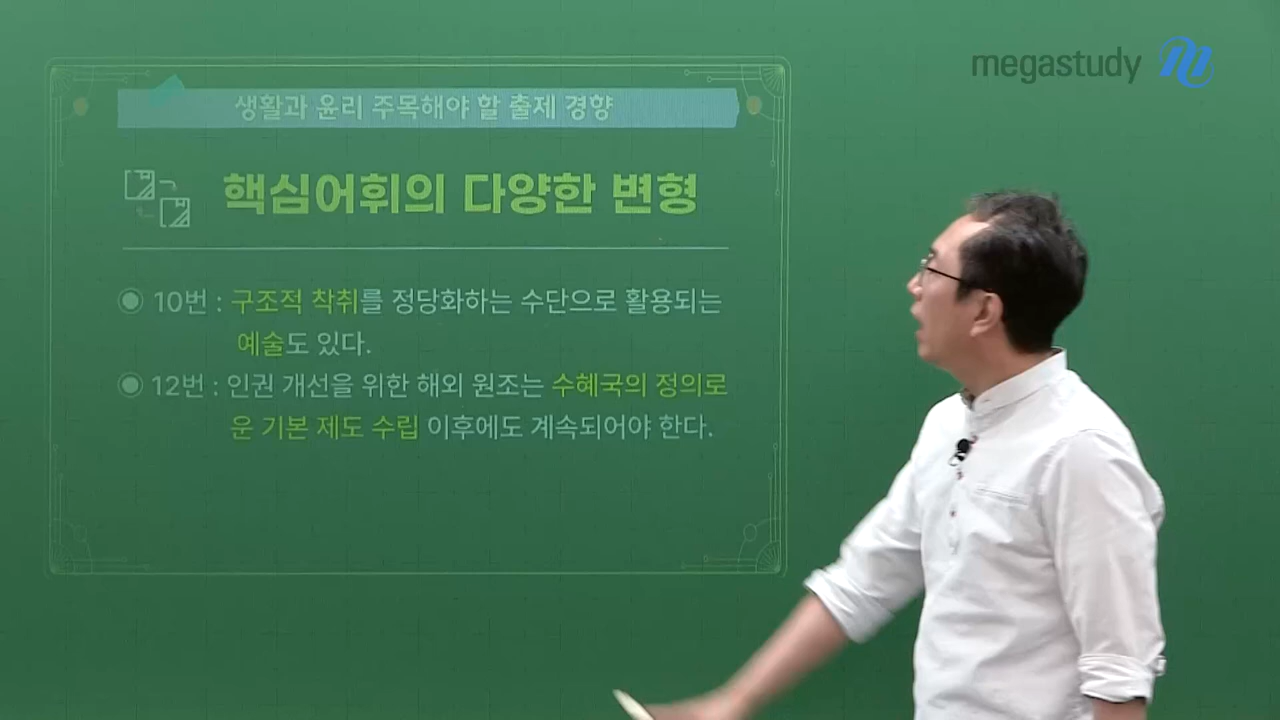 megastudy
생활과 윤리 주목해야 할 출제 경향
핵심어휘의 다양한 변형
10번 : 구조적 착취를 정당화하는 수단으로 활용되는
예술도 있다.
12번 : 인권 개선을 위한 해외 원조는 수혜국의 정의로
운 기본 제도 수립 이후에도 계속되어야 한다.